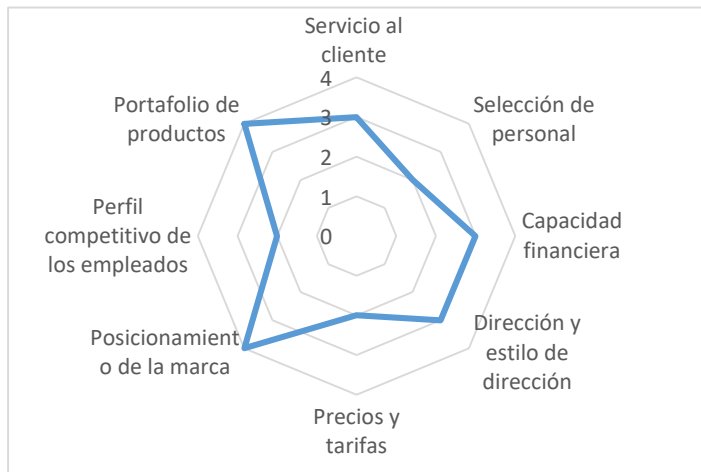 Servicio al
cliente
Selección de
personal
Capacidad
financiera
Dirección y
estilo de
dirección
Precios y
tarifas
Posicionamient
o de la marca
Perfil
competitivo de
los empleados
Portafolio de
productos
4
3
2
1
0